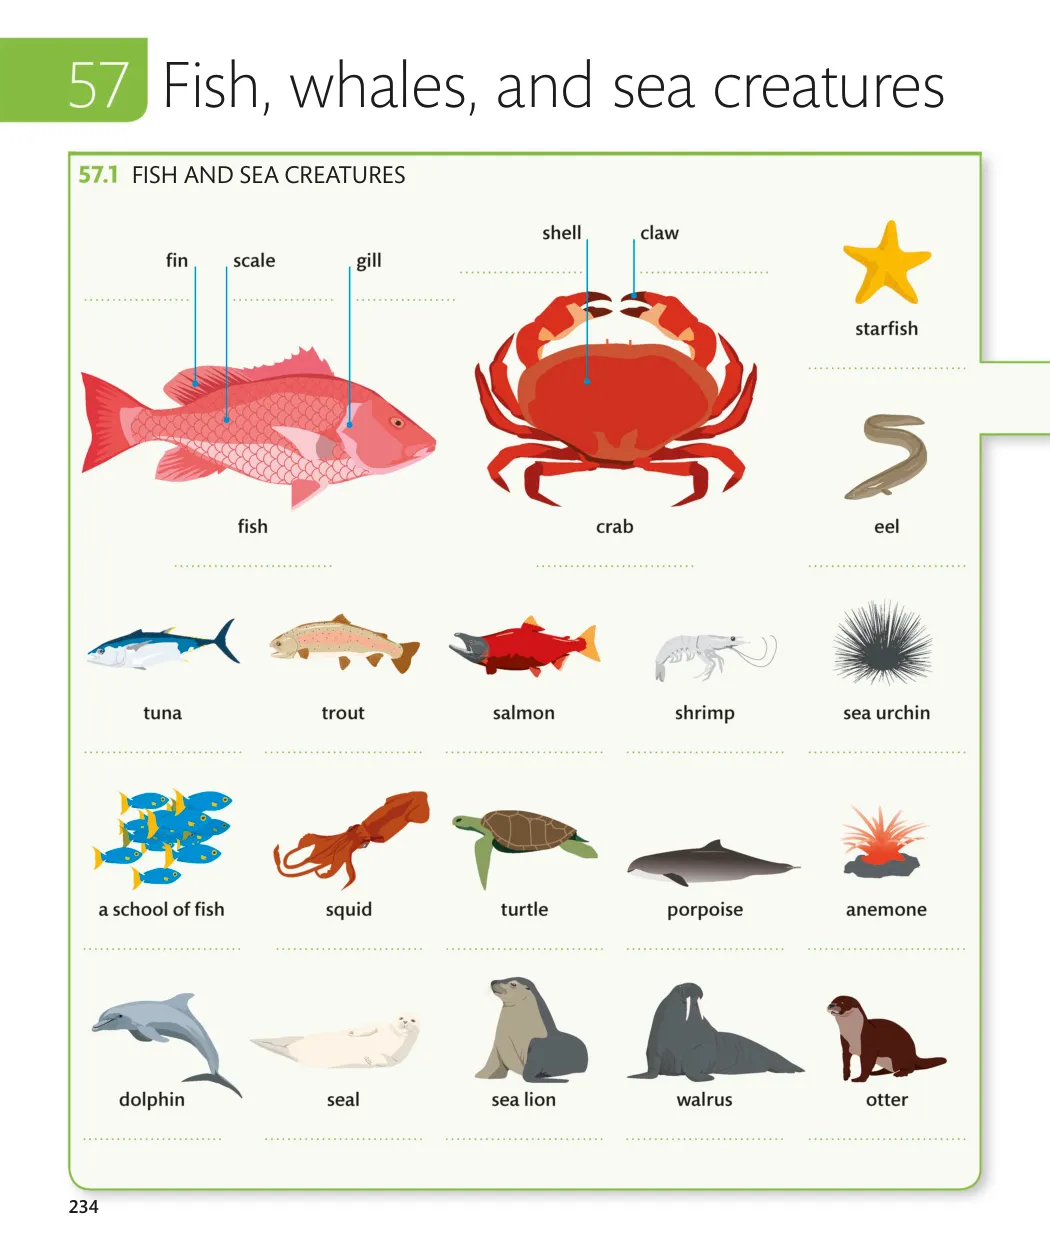 57 Fish, whales, and sea creatures
57.1 FISH AND SEA CREATURES
shell claw
fin scale gill
starfish
fish crab eel
tuna trout salmon shrimp sea urchin
a school of fish squid turtle porpoise anemone
dolphin seal sea lion walrus otter
234